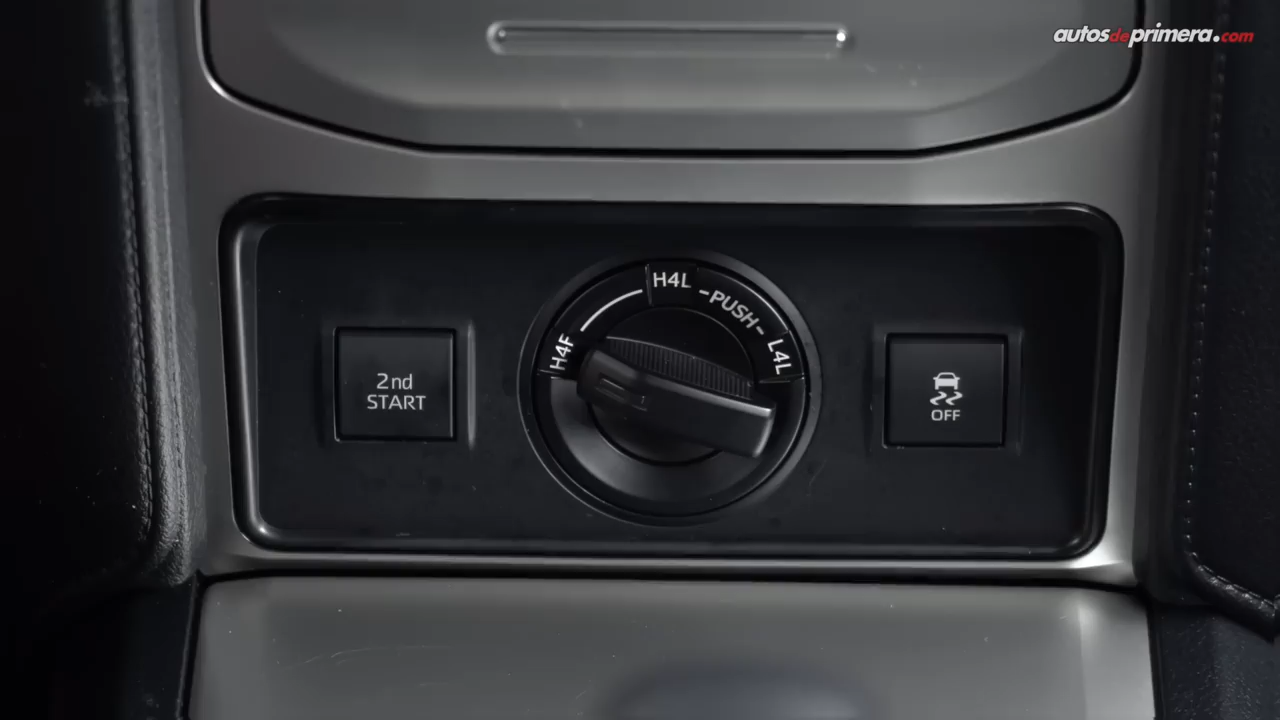 autosdeprimera.com
H4L
-PUSH-
H4F
L4L
2nd
START
OFF